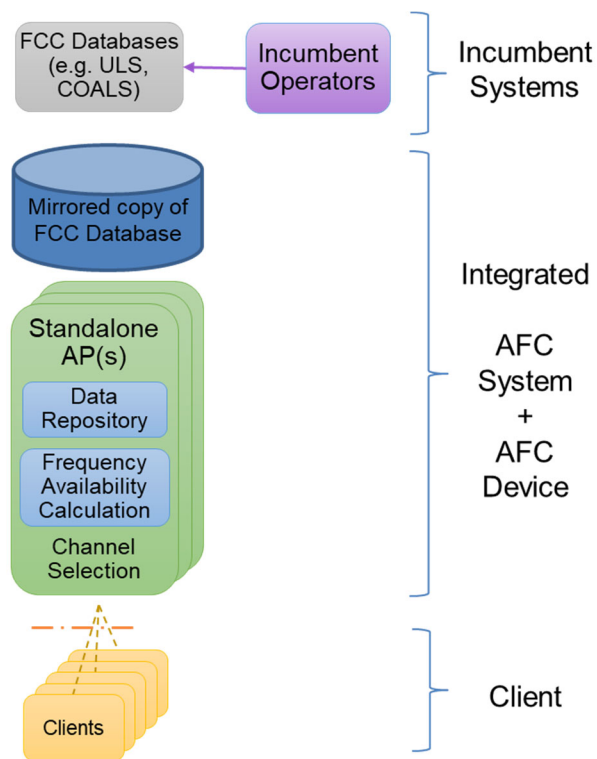 FCC Databases
(e.g. ULS,
COALS)
Incumbent
Operators
Incumbent
Systems
Mirrored copy of
FCC Database
Integrated
AFC
System
+
AFC
Device
Standalone
AP(s)
Data
Repository
Frequency
Availability
Calculation
Channel
Selection
Clients
Client